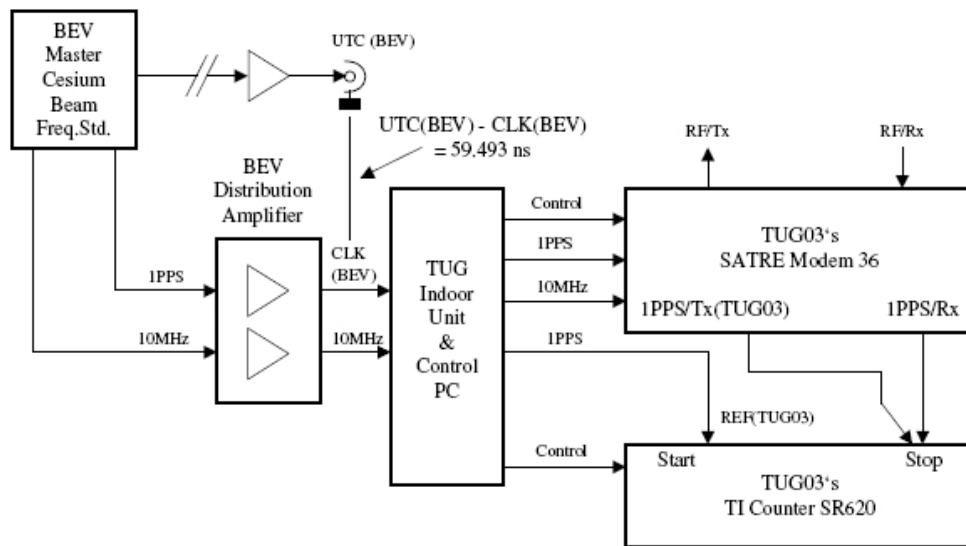 BEV
Master
Cesium
Beam
Freq.Std.
UTC (BEV)
UTC(BEV) - CLK(BEV)
= 59.493 ns
RF/Tx
RF/Rx
BEV
Distribution
Amplifier
1PPS
10MHz
CLK
(BEV)
10MHz
TUG
Indoor
Unit
&
Control
PC
Control
1PPS
10MHz
1PPS
Control
TUG03‘s
SATRE Modem 36
1PPS/Tx(TUG03)
1PPS/Rx
REF(TUG03)
Start
Stop
TUG03‘s
TI Counter SR620